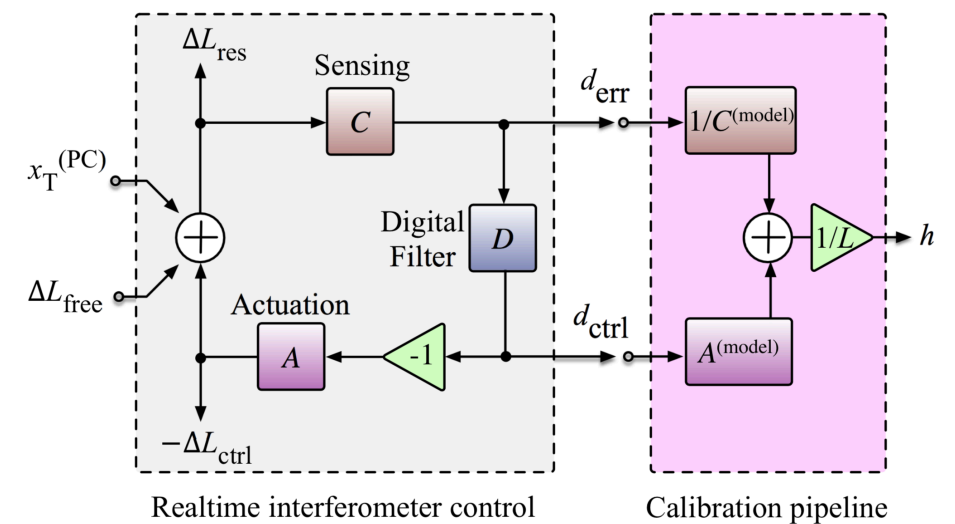 ΔL_res
Sensing
C
d_err
1/C^(model)
x_T^(PC)
Digital
Filter
D
1/L
h
ΔL_free
Actuation
A
-1
d_ctrl
A^(model)
−ΔL_ctrl
Realtime interferometer control
Calibration pipeline